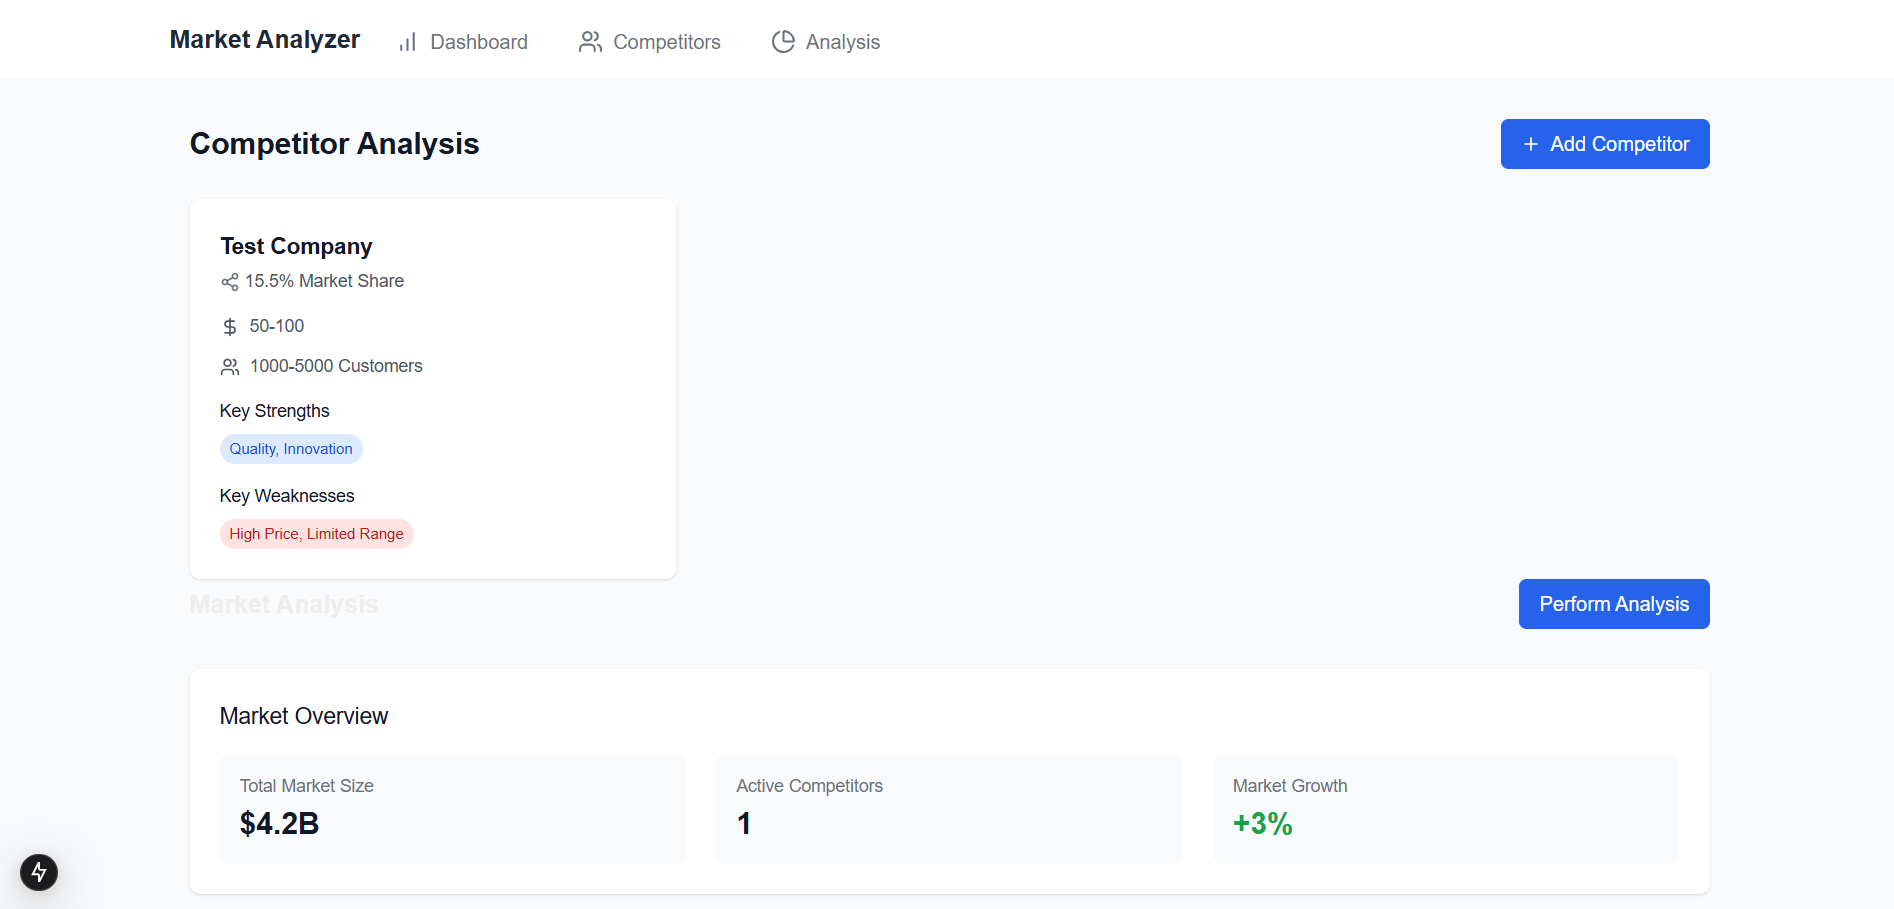 Market Analyzer
Dashboard
Competitors
Analysis
Competitor Analysis
Add Competitor
Test Company
15.5% Market Share
50-100
1000-5000 Customers
Key Strengths
Quality, Innovation
Key Weaknesses
High Price, Limited Range
Market Analysis
Perform Analysis
Market Overview
Total Market Size
$4.2B
Active Competitors
1
Market Growth
+3%